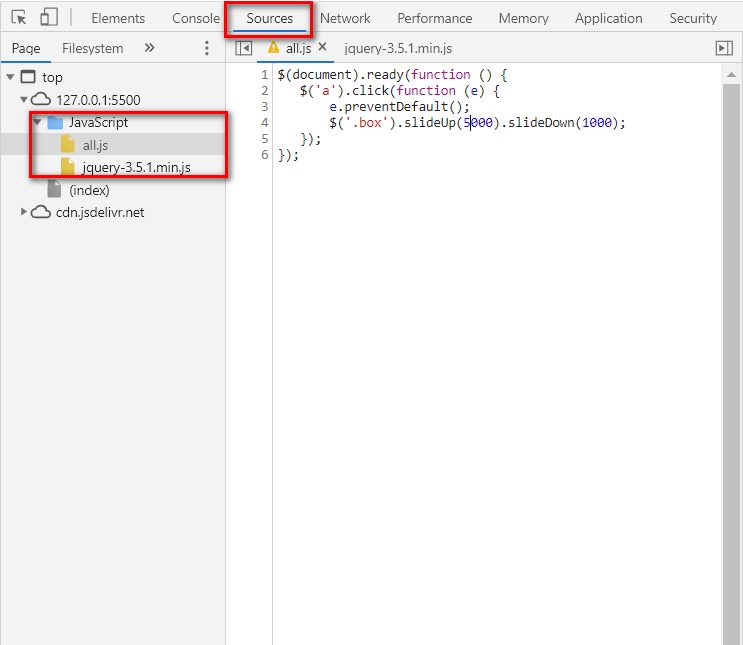 Elements Console Sources Network Performance Memory Application Security
Page Filesystem » all.js × jquery-3.5.1.min.js
top
127.0.0.1:5500
JavaScript
all.js
jquery-3.5.1.min.js
(index)
cdn.jsdelivr.net
1 $(document).ready(function () {
2 $('a').click(function (e) {
3 e.preventDefault();
4 $('.box').slideUp(5000).slideDown(1000);
5 });
6 });